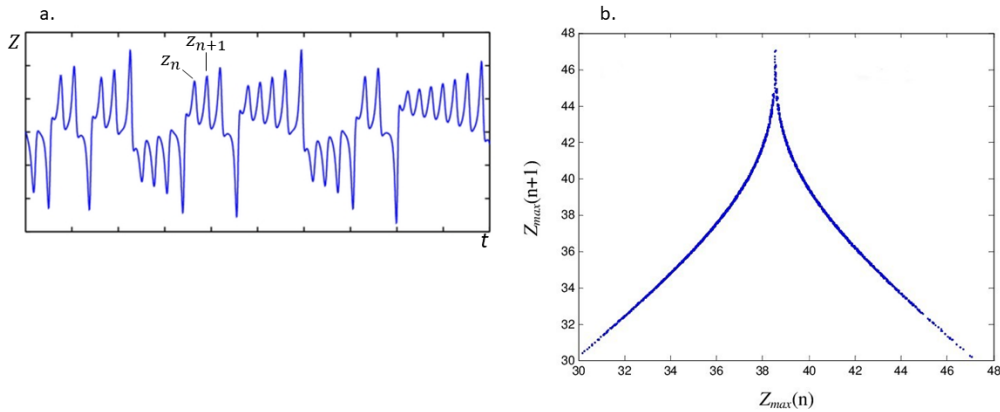 a.
Z
z_n
z_{n+1}
t
b.
48
46
44
42
40
38
36
34
32
30
Z_{max}(n+1)
30 32 34 36 38 40 42 44 46 48
Z_{max}(n)